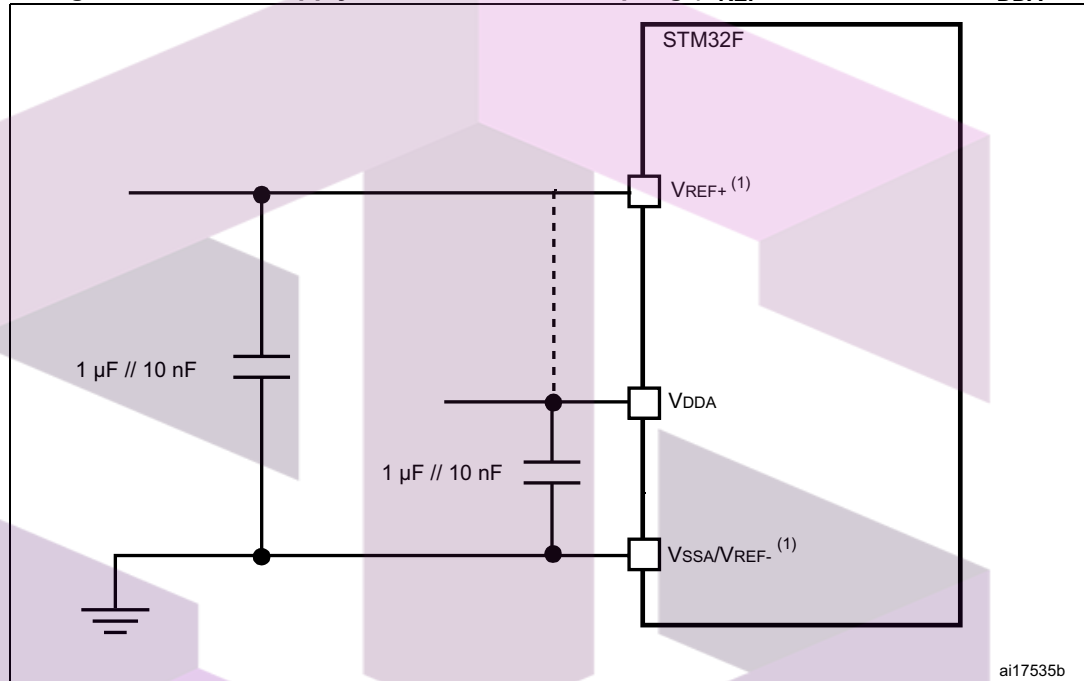 STM32F
VREF+ (1)
1 µF // 10 nF
VDDA
1 µF // 10 nF
VSSA/VREF- (1)
ai17535b